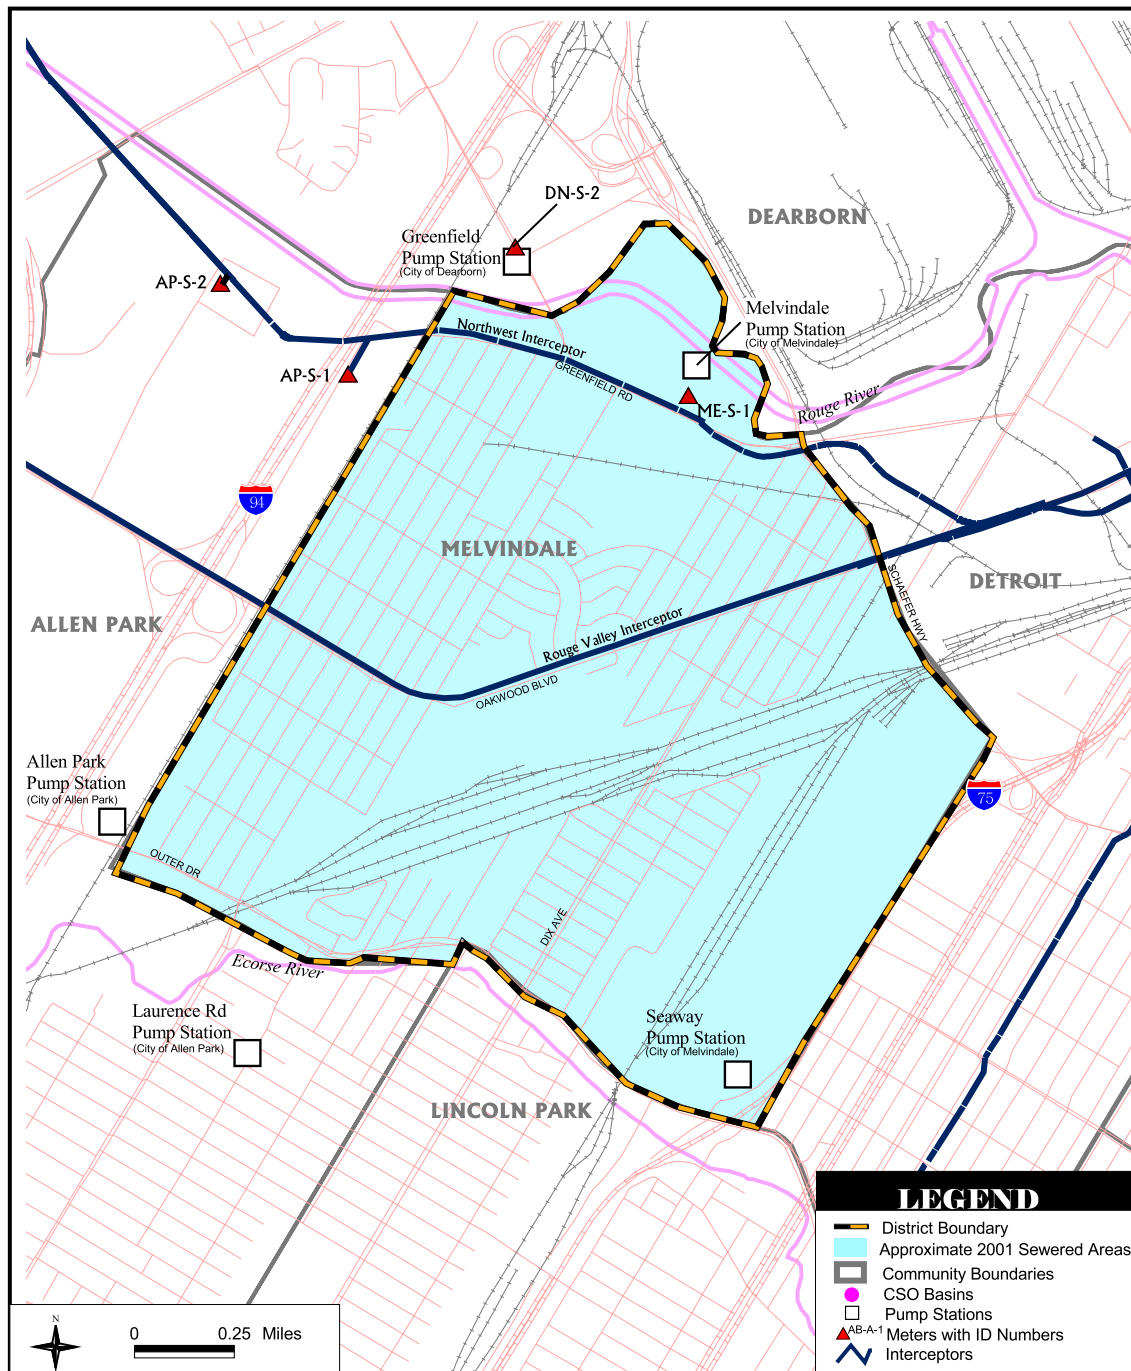 DN-S-2
DEARBORN
Greenfield
Pump Station
(City of Dearborn)
AP-S-2
Melvindale
Pump Station
(City of Melvindale)
Northwest Interceptor
GREENFIELD RD
AP-S-1
ME-S-1
Rouge River
94
MELVINDALE
DETROIT
SCHAEFER HWY
ALLEN PARK
Rouge Valley Interceptor
OAKWOOD BLVD
Allen Park
Pump Station
(City of Allen Park)
75
OUTER DR
DIX AVE
Ecorse River
Laurence Rd
Pump Station
(City of Allen Park)
Seaway
Pump Station
(City of Melvindale)
LINCOLN PARK
LEGEND
District Boundary
Approximate 2001 Sewered Areas
Community Boundaries
CSO Basins
Pump Stations
AB-A-1 Meters with ID Numbers
Interceptors
N
0 0.25 Miles